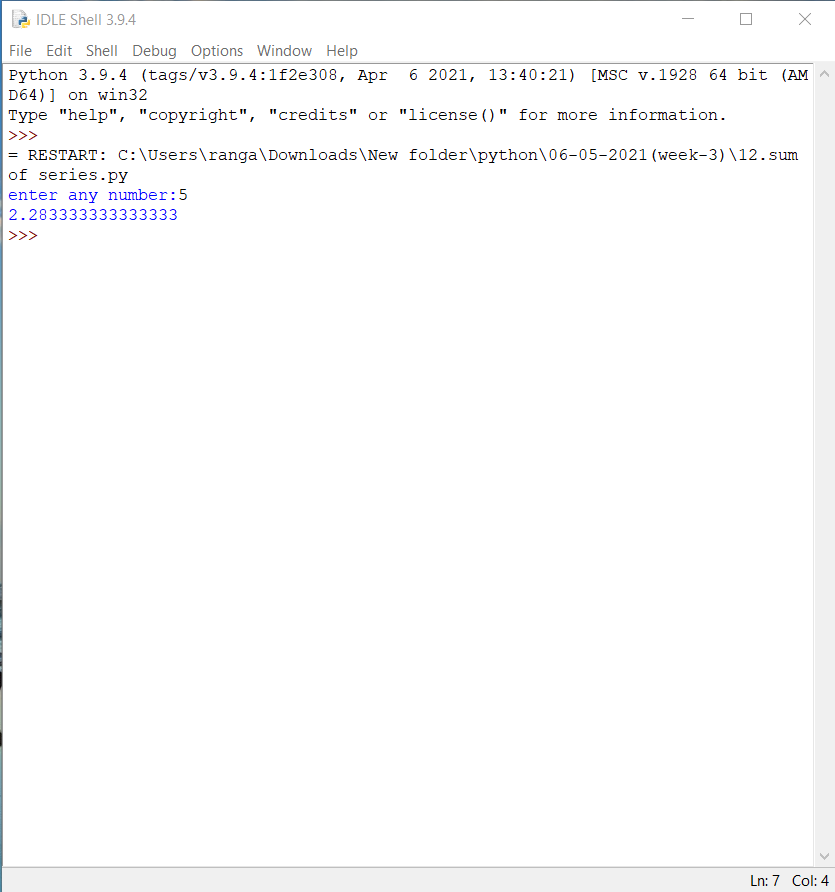 IDLE Shell 3.9.4
File Edit Shell Debug Options Window Help
Python 3.9.4 (tags/v3.9.4:1f2e308, Apr  6 2021, 13:40:21) [MSC v.1928 64 bit (AM
D64)] on win32
Type "help", "copyright", "credits" or "license()" for more information.
>>>
= RESTART: C:\Users\ranga\Downloads\New folder\python\06-05-2021(week-3)\12.sum
of series.py
enter any number:5
2.283333333333333
>>>
Ln: 7 Col: 4